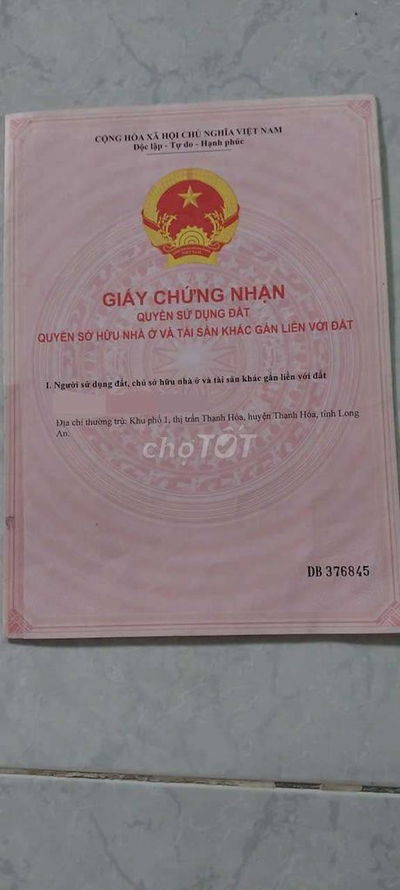 CỘNG HÒA XÃ HỘI CHỦ NGHĨA VIỆT NAM
Độc lập - Tự do - Hạnh phúc
VIỆT NAM
GIẤY CHỨNG NHẬN
QUYỀN SỬ DỤNG ĐẤT
QUYỀN SỞ HỮU NHÀ Ở VÀ TÀI SẢN KHÁC GẮN LIỀN VỚI ĐẤT
I. Người sử dụng đất, chủ sở hữu nhà ở và tài sản khác gắn liền với đất
Địa chỉ thường trú: Khu phố 1, thị trấn Thạnh Hóa, huyện Thạnh Hóa, tỉnh Long
An.
chợTỐT
DB 376845